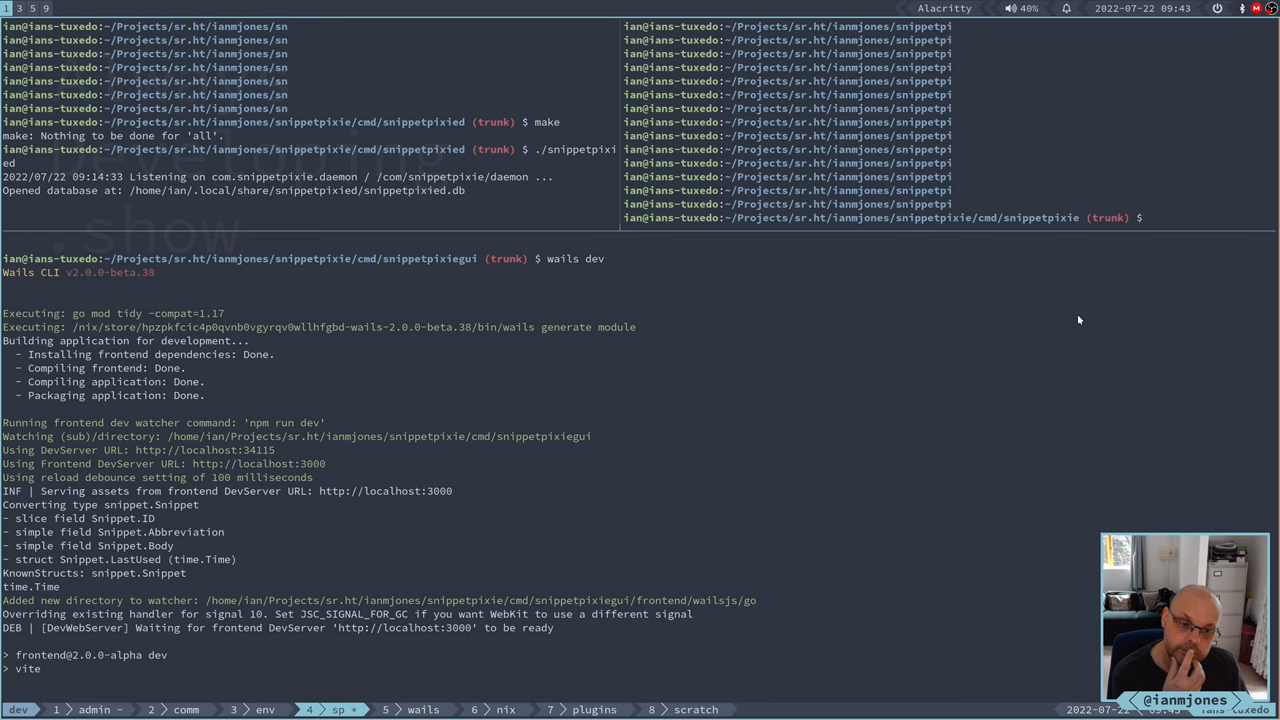 1 3 5 9
Alacritty
40%
2022-07-22 09:43
ian@ians-tuxedo:~/Projects/sr.ht/ianmjones/sn
ian@ians-tuxedo:~/Projects/sr.ht/ianmjones/sn
ian@ians-tuxedo:~/Projects/sr.ht/ianmjones/sn
ian@ians-tuxedo:~/Projects/sr.ht/ianmjones/sn
ian@ians-tuxedo:~/Projects/sr.ht/ianmjones/sn
ian@ians-tuxedo:~/Projects/sr.ht/ianmjones/sn
ian@ians-tuxedo:~/Projects/sr.ht/ianmjones/sn
ian@ians-tuxedo:~/Projects/sr.ht/ianmjones/snippetpixie/cmd/snippetpixied (trunk) $ make
make: Nothing to be done for 'all'.
ian@ians-tuxedo:~/Projects/sr.ht/ianmjones/snippetpixie/cmd/snippetpixied (trunk) $ ./snippetpixi
ed
2022/07/22 09:14:33 Listening on com.snippetpixie.daemon / /com/snippetpixie/daemon ...
Opened database at: /home/ian/.local/share/snippetpixied/snippetpixied.db
Developing
.show
ian@ians-tuxedo:~/Projects/sr.ht/ianmjones/snippetpi
ian@ians-tuxedo:~/Projects/sr.ht/ianmjones/snippetpi
ian@ians-tuxedo:~/Projects/sr.ht/ianmjones/snippetpi
ian@ians-tuxedo:~/Projects/sr.ht/ianmjones/snippetpi
ian@ians-tuxedo:~/Projects/sr.ht/ianmjones/snippetpi
ian@ians-tuxedo:~/Projects/sr.ht/ianmjones/snippetpi
ian@ians-tuxedo:~/Projects/sr.ht/ianmjones/snippetpi
ian@ians-tuxedo:~/Projects/sr.ht/ianmjones/snippetpi
ian@ians-tuxedo:~/Projects/sr.ht/ianmjones/snippetpi
ian@ians-tuxedo:~/Projects/sr.ht/ianmjones/snippetpi
ian@ians-tuxedo:~/Projects/sr.ht/ianmjones/snippetpi
ian@ians-tuxedo:~/Projects/sr.ht/ianmjones/snippetpi
ian@ians-tuxedo:~/Projects/sr.ht/ianmjones/snippetpi
ian@ians-tuxedo:~/Projects/sr.ht/ianmjones/snippetpi
ian@ians-tuxedo:~/Projects/sr.ht/ianmjones/snippetpixie/cmd/snippetpixie (trunk) $
ian@ians-tuxedo:~/Projects/sr.ht/ianmjones/snippetpixie/cmd/snippetpixiegui (trunk) $ wails dev
Wails CLI v2.0.0-beta.38
Executing: go mod tidy -compat=1.17
Executing: /nix/store/hpzpkfcic4p0qvnb0vgyrqv0wllhfgbd-wails-2.0.0-beta.38/bin/wails generate module
Building application for development...
- Installing frontend dependencies: Done.
- Compiling frontend: Done.
- Compiling application: Done.
- Packaging application: Done.
Running frontend dev watcher command: 'npm run dev'
Watching (sub)/directory: /home/ian/Projects/sr.ht/ianmjones/snippetpixie/cmd/snippetpixiegui
Using DevServer URL: http://localhost:34115
Using Frontend DevServer URL: http://localhost:3000
Using reload debounce setting of 100 milliseconds
INF | Serving assets from frontend DevServer URL: http://localhost:3000
Converting type snippet.Snippet
- slice field Snippet.ID
- simple field Snippet.Abbreviation
- simple field Snippet.Body
- struct Snippet.LastUsed (time.Time)
KnownStructs: snippet.Snippet
time.Time
Added new directory to watcher: /home/ian/Projects/sr.ht/ianmjones/snippetpixie/cmd/snippetpixiegui/frontend/wailsjs/go
Overriding existing handler for signal 10. Set JSC_SIGNAL_FOR_GC if you want WebKit to use a different signal
DEB | [DevWebServer] Waiting for frontend DevServer 'http://localhost:3000' to be ready
> frontend@2.0.0-alpha dev
> vite
@ianmjones
dev 1 admin - 2 comm 3 env 4 sp * 5 wails 6 nix 7 plugins 8 scratch 2022-07-22